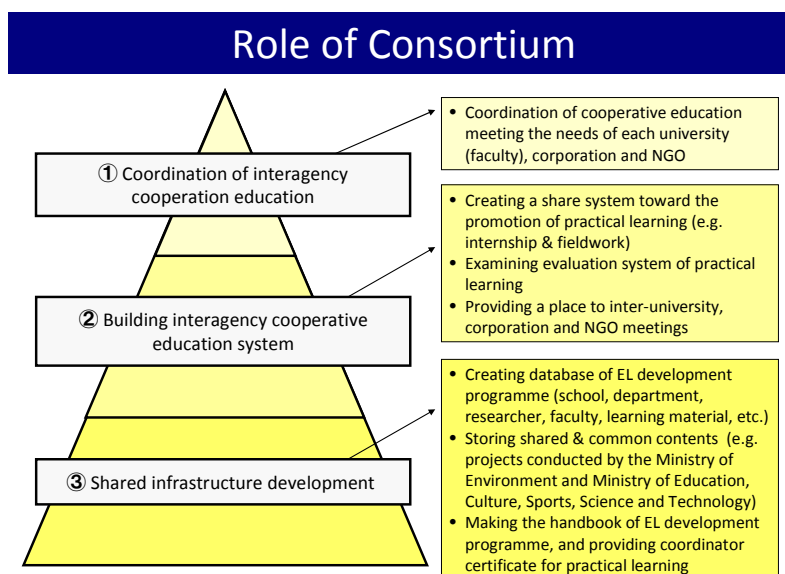 Role of Consortium
① Coordination of interagency
cooperation education
• Coordination of cooperative education
meeting the needs of each university
(faculty), corporation and NGO
② Building interagency cooperative
education system
• Creating a share system toward the
promotion of practical learning (e.g.
internship & fieldwork)
• Examining evaluation system of practical
learning
• Providing a place to inter-university,
corporation and NGO meetings
③ Shared infrastructure development
• Creating database of EL development
programme (school, department,
researcher, faculty, learning material, etc.)
• Storing shared & common contents (e.g.
projects conducted by the Ministry of
Environment and Ministry of Education,
Culture, Sports, Science and Technology)
• Making the handbook of EL development
programme, and providing coordinator
certificate for practical learning